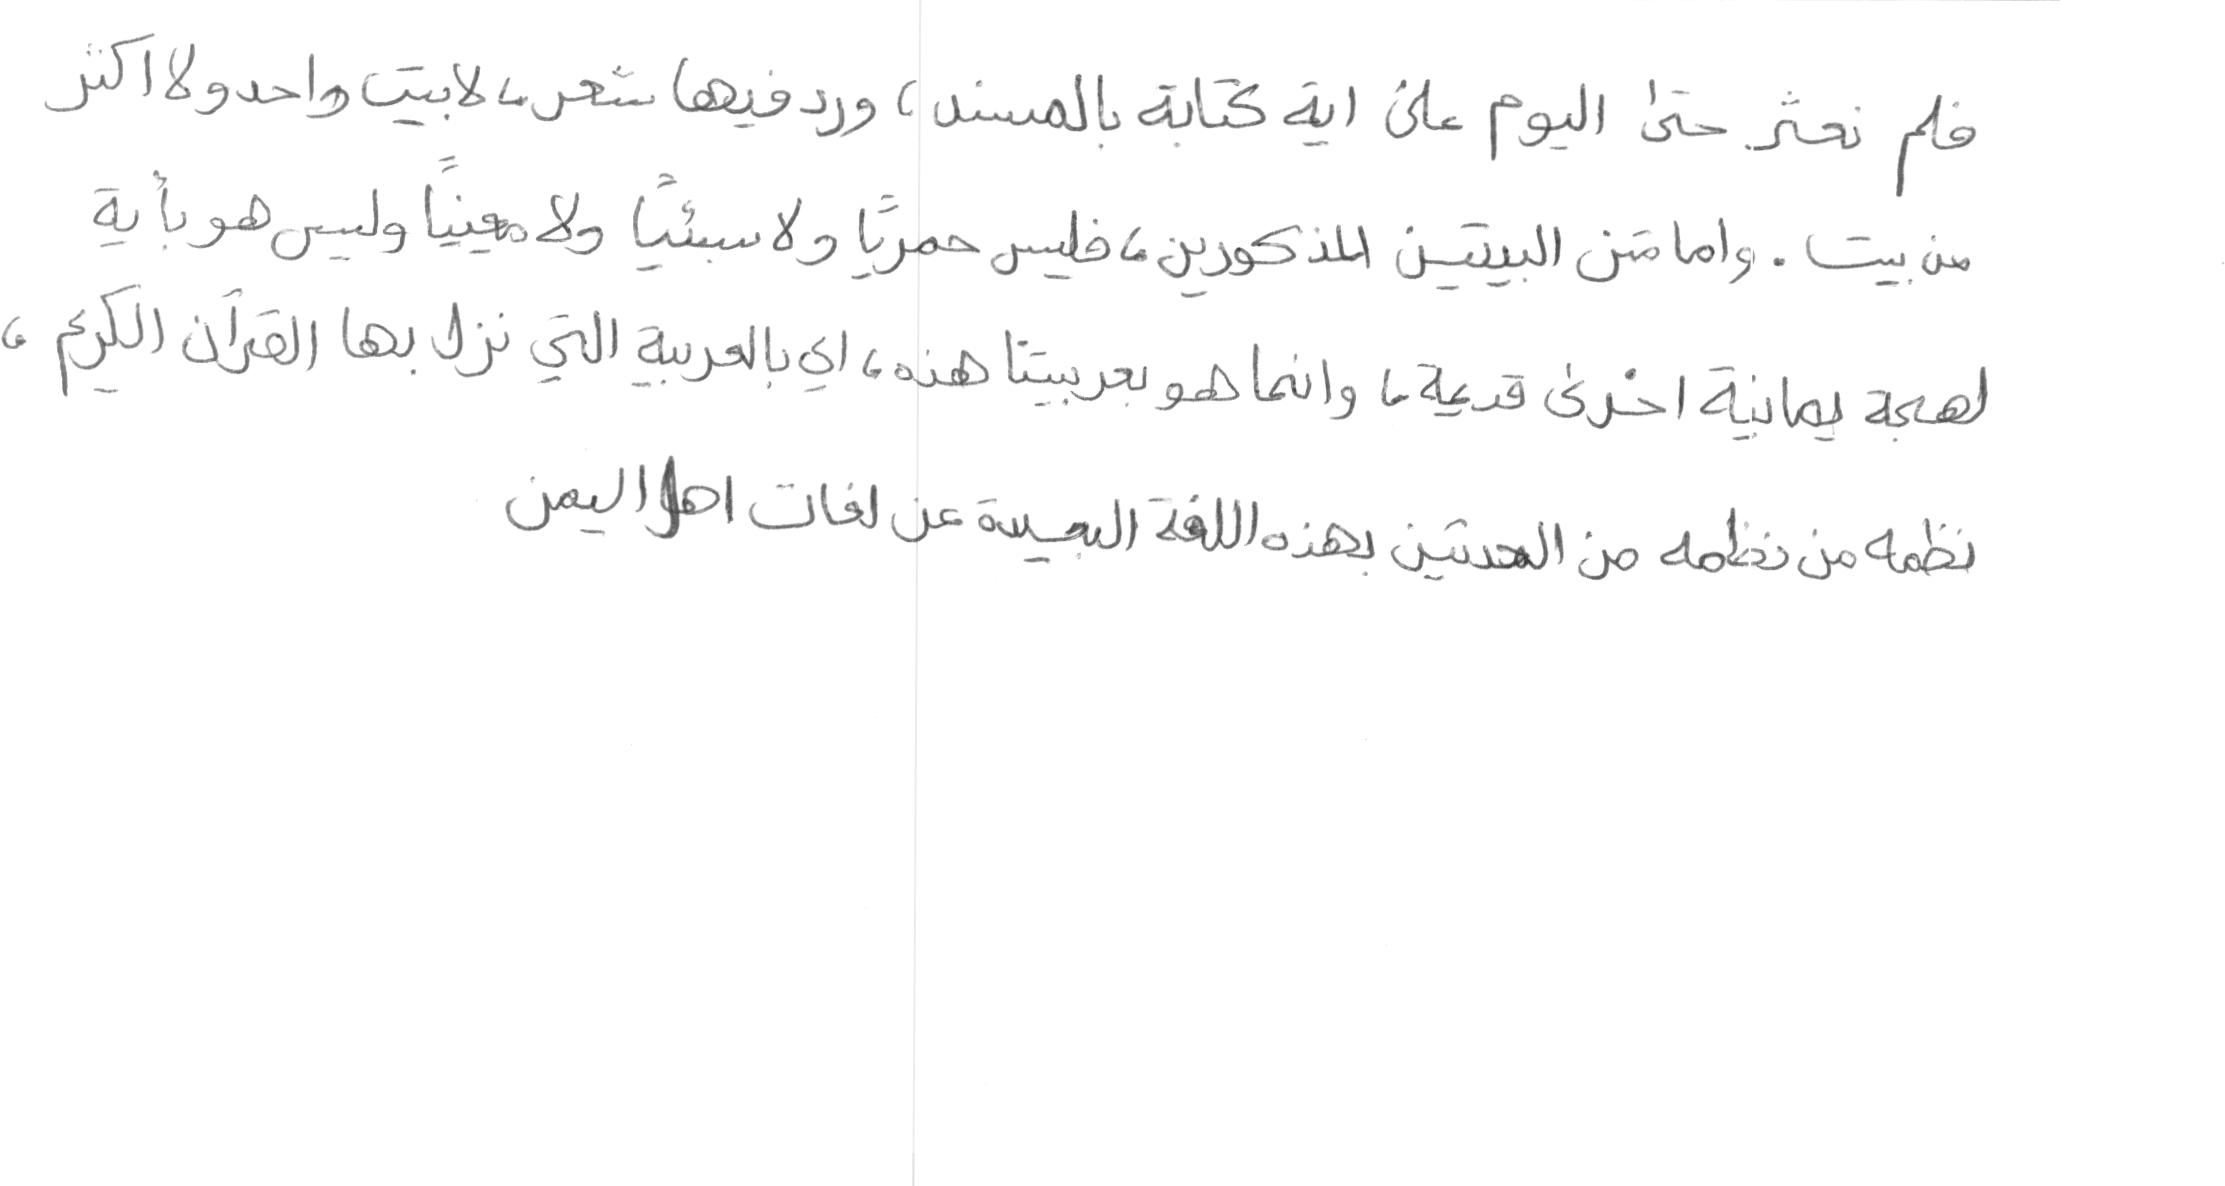 فلم نعثر حتىٰ اليوم علىٰ اية كتابة بالمسند، ورد فيها شعر، لا بيت واحد ولا اكثر
من بيت. واما متن البيتين المذكورين، فليس حمريًا ولا سبئيًا ولا معينيًا وليس هو بأية
لهجة يمانية اخرىٰ قديمة، وانما هو بعربيتنا هذه، اي بالعربية التي نزل بها القرآن الكريم،
نظمه من نظمه من المحدثين بهذه اللغة البعيدة عن لغات اهل اليمن